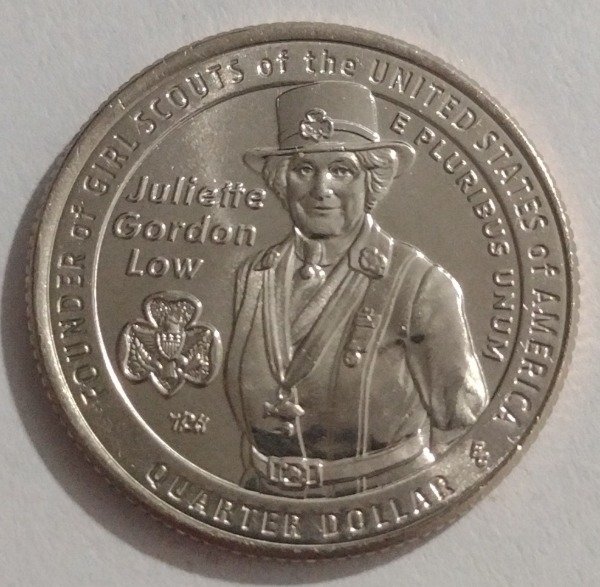 FOUNDER of GIRL SCOUTS of the UNITED STATES of AMERICA
E PLURIBUS UNUM
Juliette
Gordon
Low
QUARTER DOLLAR